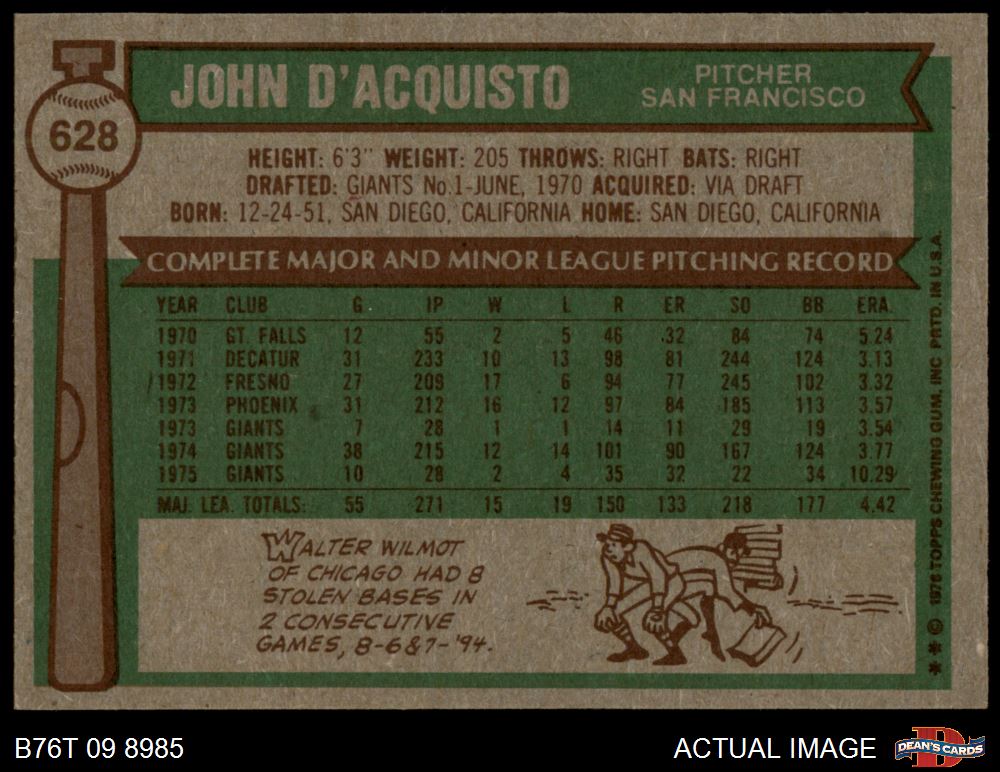 628
JOHN D'ACQUISTO
PITCHER
SAN FRANCISCO
HEIGHT: 6'3" WEIGHT: 205 THROWS: RIGHT BATS: RIGHT
DRAFTED: GIANTS No.1-JUNE, 1970 ACQUIRED: VIA DRAFT
BORN: 12-24-51, SAN DIEGO, CALIFORNIA HOME: SAN DIEGO, CALIFORNIA
COMPLETE MAJOR AND MINOR LEAGUE PITCHING RECORD
YEAR CLUB G IP W L R ER SO BB ERA.
1970 GT. FALLS 12 55 2 5 46 32 84 74 5.24
1971 DECATUR 31 233 10 13 98 81 244 124 3.13
1972 FRESNO 27 209 17 6 94 77 245 102 3.32
1973 PHOENIX 31 212 16 12 97 84 185 113 3.57
1973 GIANTS 7 28 1 1 14 11 29 19 3.54
1974 GIANTS 38 215 12 14 101 90 167 124 3.77
1975 GIANTS 10 28 2 4 35 32 22 34 10.29
MAJ. LEA. TOTALS: 55 271 15 19 150 133 218 177 4.42
WALTER WILMOT
OF CHICAGO HAD 8
STOLEN BASES IN
2 CONSECUTIVE
GAMES, 8-6&7-'94.
** © 1976 TOPPS CHEWING GUM, INC PRTD. IN U.S.A.
B76T 09 8985
ACTUAL IMAGE
D
DEAN'S CARDS